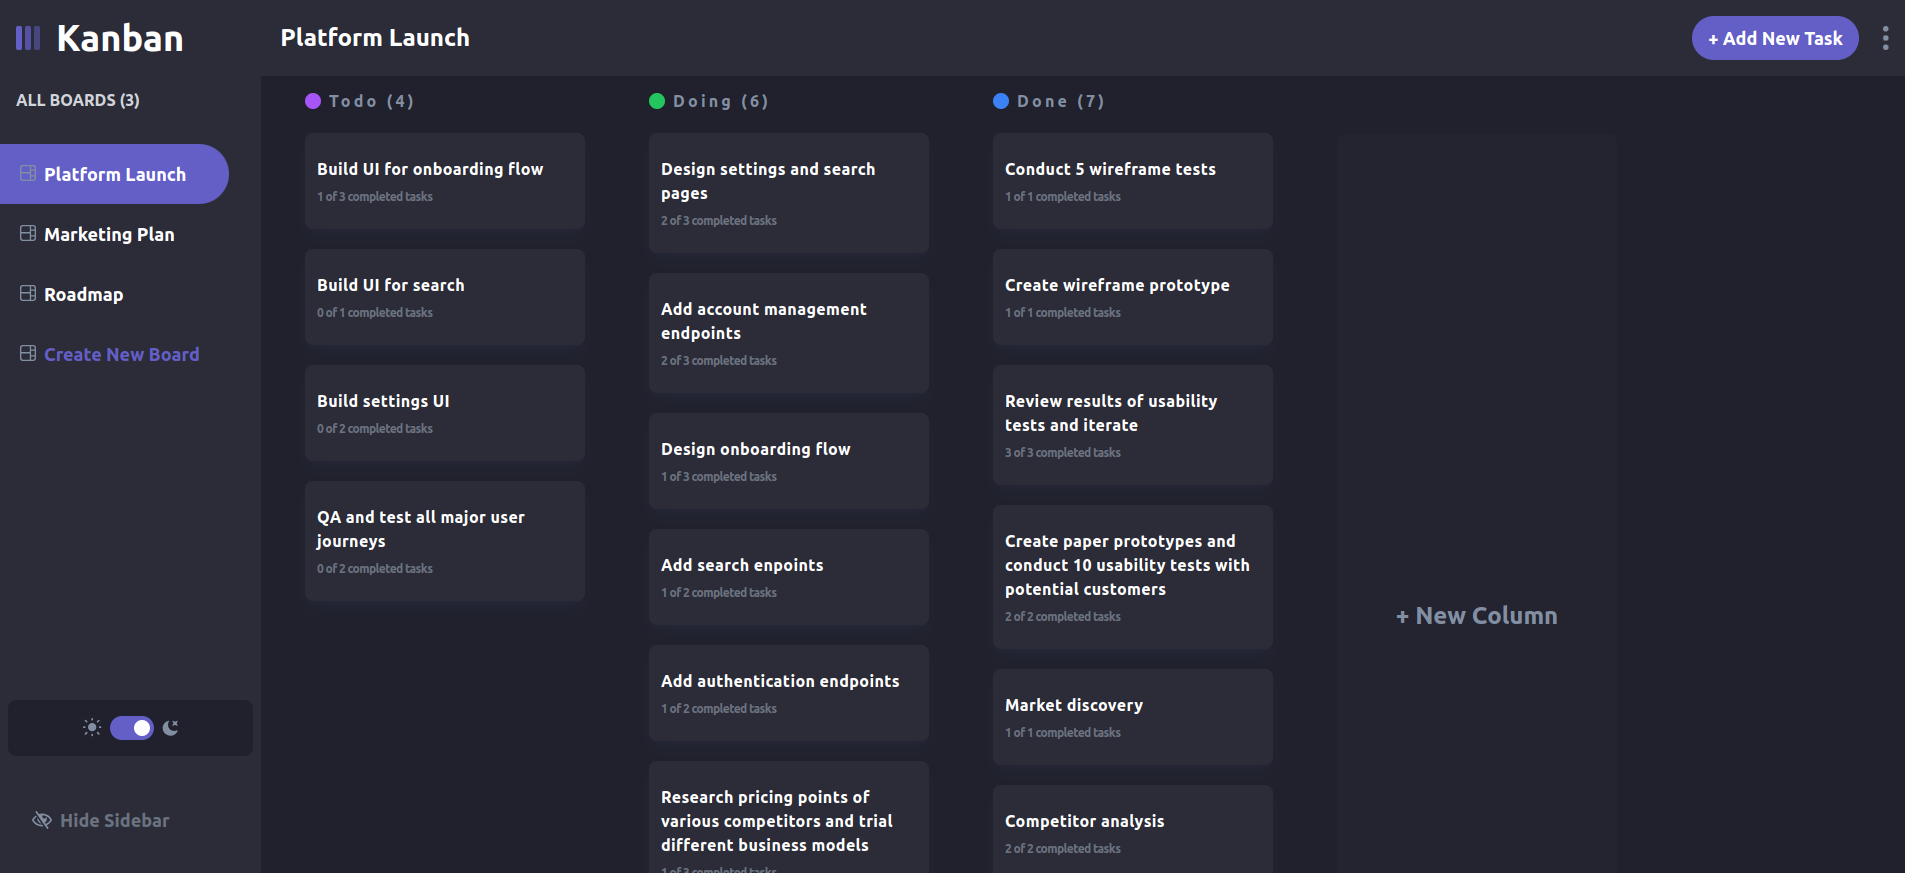 Kanban
ALL BOARDS (3)
Platform Launch
Marketing Plan
Roadmap
Create New Board
Hide Sidebar
Platform Launch
+ Add New Task
Todo (4)
Build UI for onboarding flow
1 of 3 completed tasks
Build UI for search
0 of 1 completed tasks
Build settings UI
0 of 2 completed tasks
QA and test all major user
journeys
0 of 2 completed tasks
Doing (6)
Design settings and search
pages
2 of 3 completed tasks
Add account management
endpoints
2 of 3 completed tasks
Design onboarding flow
1 of 3 completed tasks
Add search enpoints
1 of 2 completed tasks
Add authentication endpoints
1 of 2 completed tasks
Research pricing points of
various competitors and trial
different business models
1 of 3 completed tasks
Done (7)
Conduct 5 wireframe tests
1 of 1 completed tasks
Create wireframe prototype
1 of 1 completed tasks
Review results of usability
tests and iterate
3 of 3 completed tasks
Create paper prototypes and
conduct 10 usability tests with
potential customers
2 of 2 completed tasks
Market discovery
1 of 1 completed tasks
Competitor analysis
2 of 2 completed tasks
+ New Column